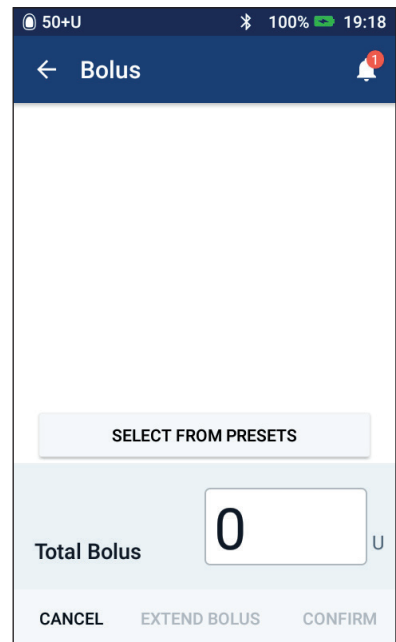 50+U 100% 19:18
Bolus 1
SELECT FROM PRESETS
Total Bolus 0 U
CANCEL EXTEND BOLUS CONFIRM